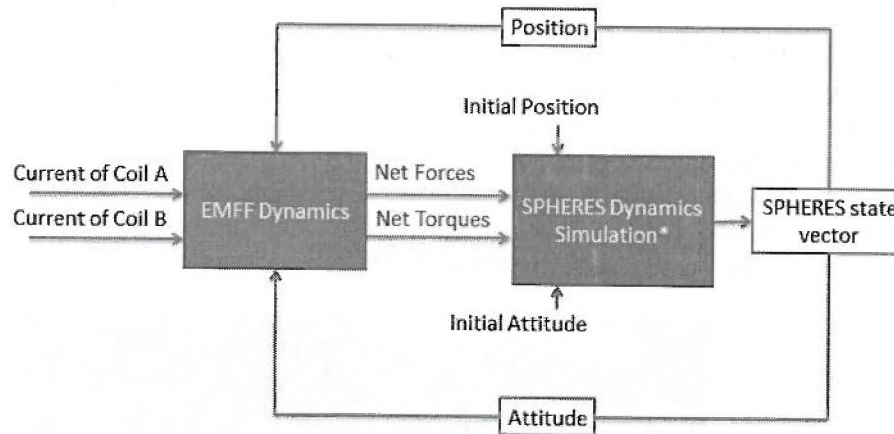 Position
Initial Position
Current of Coil A
Current of Coil B
EMFF Dynamics
Net Forces
Net Torques
SPHERES Dynamics
Simulation*
SPHERES state
vector
Initial Attitude
Attitude